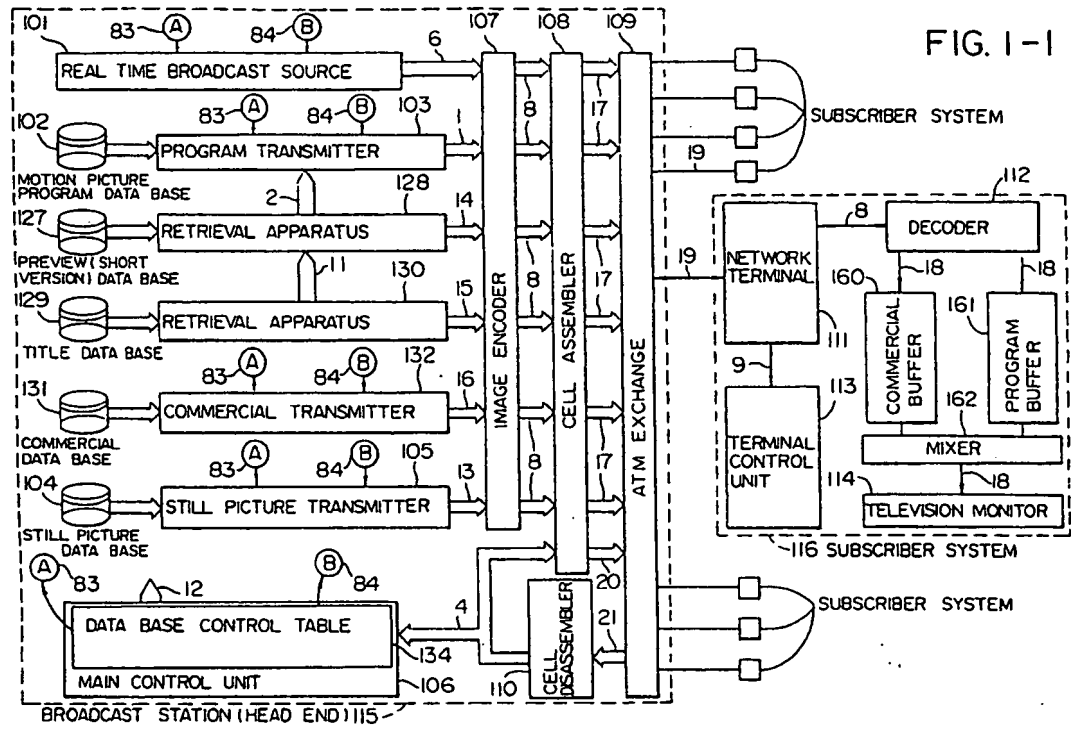 FIG. 1-1
101
83
A
84
B
6
107
108
109
REAL TIME BROADCAST SOURCE
8
17
102
83
A
84
B
103
1
8
17
SUBSCRIBER SYSTEM
PROGRAM TRANSMITTER
19
MOTION PICTURE
PROGRAM DATA BASE
2
127
128
14
RETRIEVAL APPARATUS
8
17
PREVIEW (SHORT
VERSION) DATA BASE
11
129
130
15
RETRIEVAL APPARATUS
8
17
TITLE DATA BASE
83
A
84
B
132
131
16
COMMERCIAL TRANSMITTER
8
17
COMMERCIAL
DATA BASE
83
A
84
B
105
104
13
STILL PICTURE TRANSMITTER
8
17
STILL PICTURE
DATA BASE
IMAGE ENCODER
CELL ASSEMBLER
ATM EXCHANGE
19
NETWORK
TERMINAL
111
8
112
DECODER
18
18
160
161
COMMERCIAL
BUFFER
PROGRAM
BUFFER
9
113
TERMINAL
CONTROL
UNIT
162
MIXER
18
114
TELEVISION MONITOR
116 SUBSCRIBER SYSTEM
20
A
83
12
B
84
4
DATA BASE CONTROL TABLE
134
MAIN CONTROL UNIT
106
110
CELL
DISASSEMBLER
21
SUBSCRIBER SYSTEM
BROADCAST STATION (HEAD END) 115